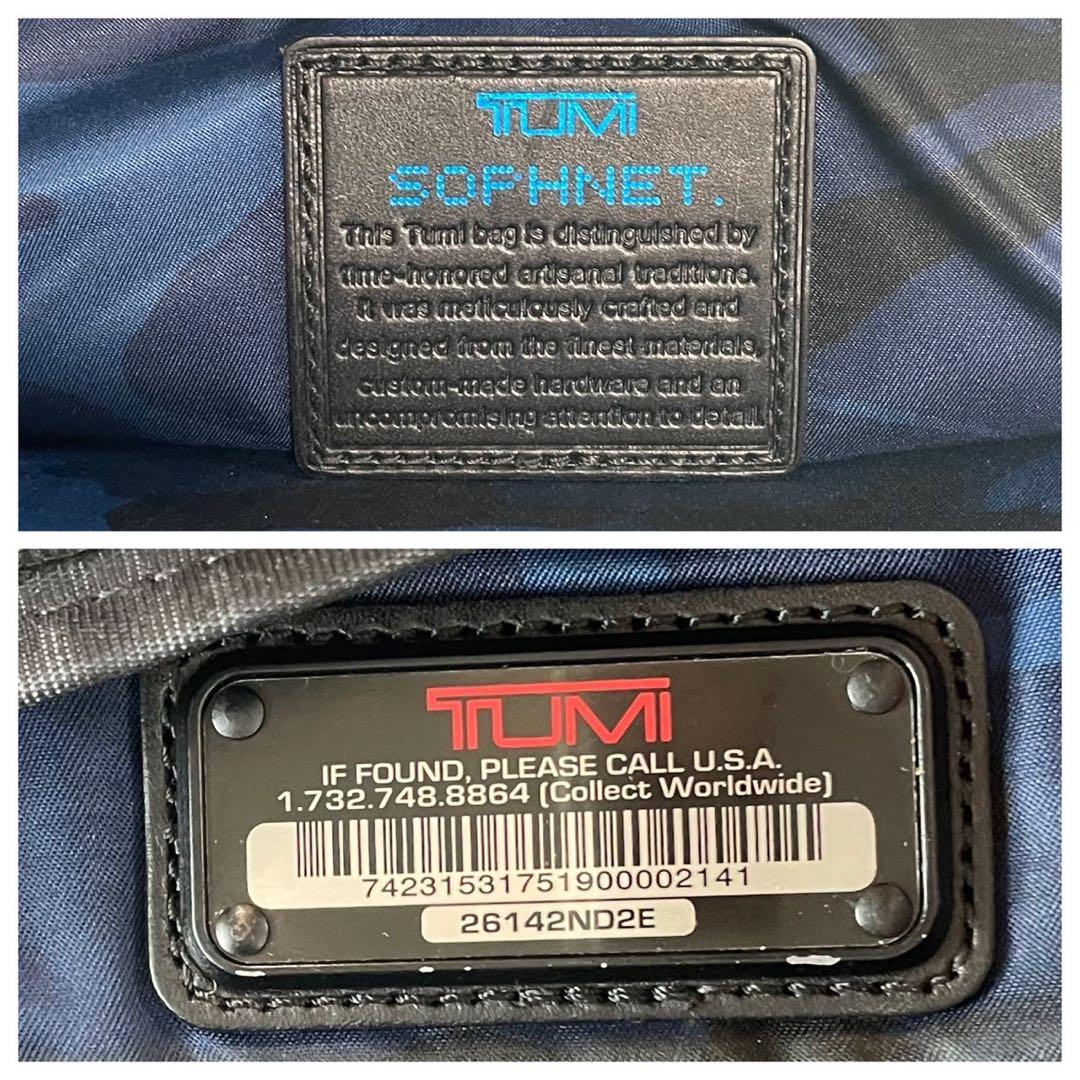 TUMI
SOPHNET.
This Tumi bag is distinguished by
time-honored artisanal traditions.
It was meticulously crafted and
designed from the finest materials,
custom-made hardware and an
uncompromising attention to detail.
TUMI
IF FOUND, PLEASE CALL U.S.A.
1.732.748.8864 (Collect Worldwide)
74231531751900002141
26142ND2E